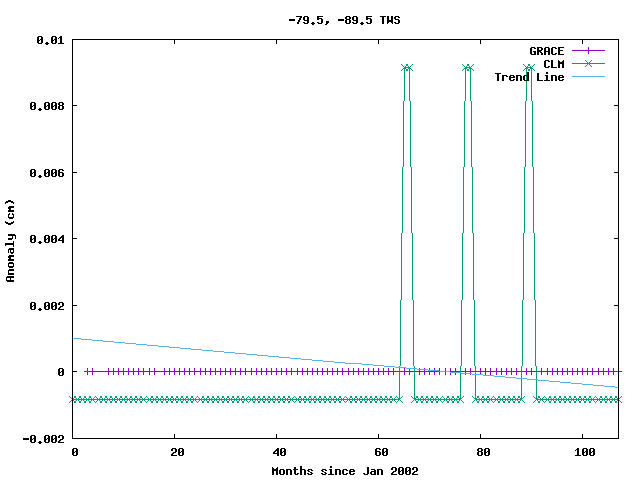 -79.5, -89.5 TWS
0.01
GRACE
CLM
Trend Line
0.008
0.006
0.004
0.002
0
-0.002
Anomaly (cm)
0 20 40 60 80 100
Months since Jan 2002